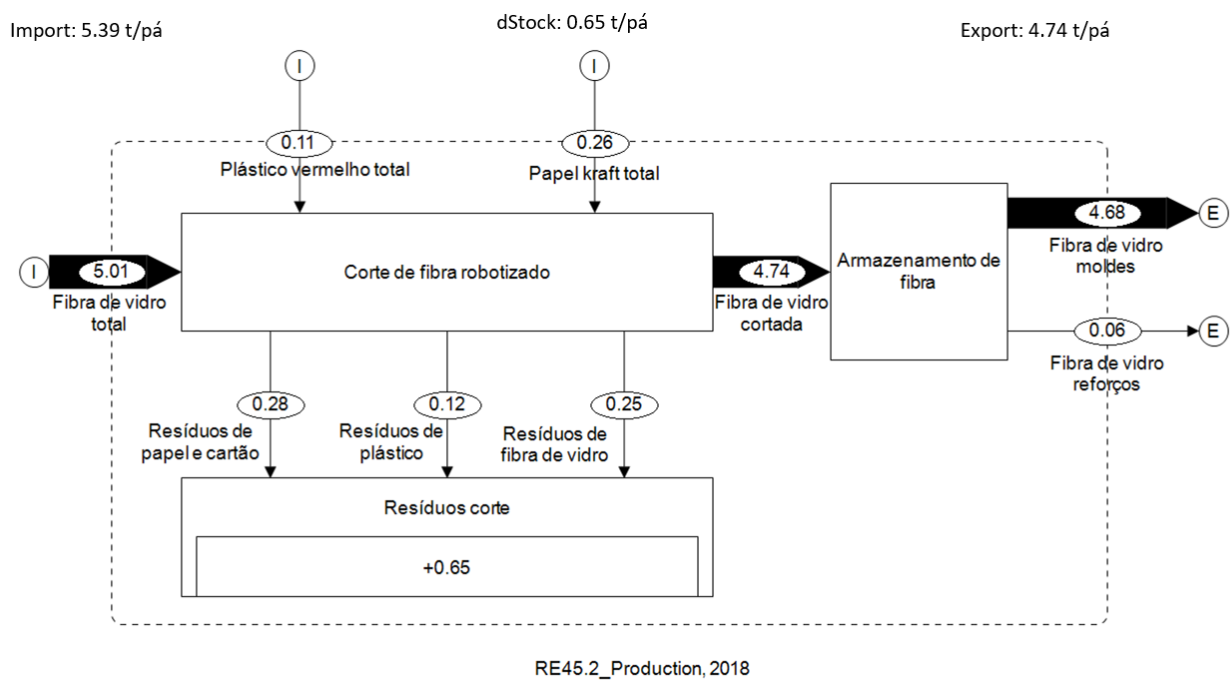 Import: 5.39 t/pá
dStock: 0.65 t/pá
Export: 4.74 t/pá
I
I
0.11
0.26
Plástico vermelho total
Papel kraft total
I
5.01
Fibra de vidro
total
Corte de fibra robotizado
4.74
Fibra de vidro
cortada
Armazenamento de
fibra
4.68
E
Fibra de vidro
moldes
0.06
E
Fibra de vidro
reforços
0.28
Resíduos de
papel e cartão
0.12
Resíduos de
plástico
0.25
Resíduos de
fibra de vidro
Resíduos corte
+0.65
RE45.2_Production, 2018